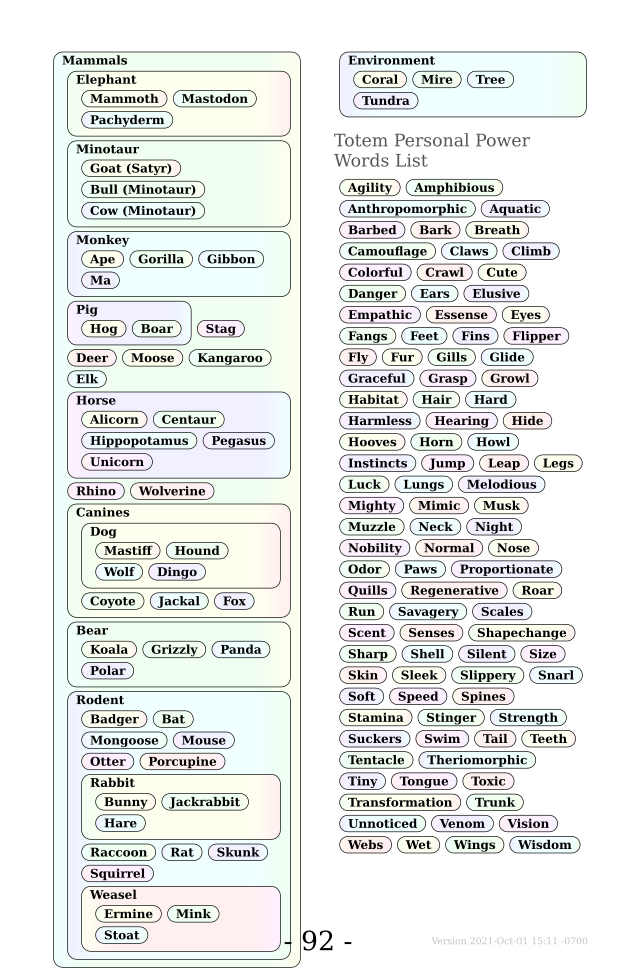 Mammals
Elephant
Mammoth Mastodon
Pachyderm
Minotaur
Goat (Satyr)
Bull (Minotaur)
Cow (Minotaur)
Monkey
Ape Gorilla Gibbon
Ma
Pig
Hog Boar Stag
Deer Moose Kangaroo
Elk
Horse
Alicorn Centaur
Hippopotamus Pegasus
Unicorn
Rhino Wolverine
Canines
Dog
Mastiff Hound
Wolf Dingo
Coyote Jackal Fox
Bear
Koala Grizzly Panda
Polar
Rodent
Badger Bat
Mongoose Mouse
Otter Porcupine
Rabbit
Bunny Jackrabbit
Hare
Raccoon Rat Skunk
Squirrel
Weasel
Ermine Mink
Stoat
Environment
Coral Mire Tree
Tundra
Totem Personal Power
Words List
Agility Amphibious
Anthropomorphic Aquatic
Barbed Bark Breath
Camouflage Claws Climb
Colorful Crawl Cute
Danger Ears Elusive
Empathic Essense Eyes
Fangs Feet Fins Flipper
Fly Fur Gills Glide
Graceful Grasp Growl
Habitat Hair Hard
Harmless Hearing Hide
Hooves Horn Howl
Instincts Jump Leap Legs
Luck Lungs Melodious
Mighty Mimic Musk
Muzzle Neck Night
Nobility Normal Nose
Odor Paws Proportionate
Quills Regenerative Roar
Run Savagery Scales
Scent Senses Shapechange
Sharp Shell Silent Size
Skin Sleek Slippery Snarl
Soft Speed Spines
Stamina Stinger Strength
Suckers Swim Tail Teeth
Tentacle Theriomorphic
Tiny Tongue Toxic
Transformation Trunk
Unnoticed Venom Vision
Webs Wet Wings Wisdom
- 92 -
Version 2021-Oct-01 15:11 -0700